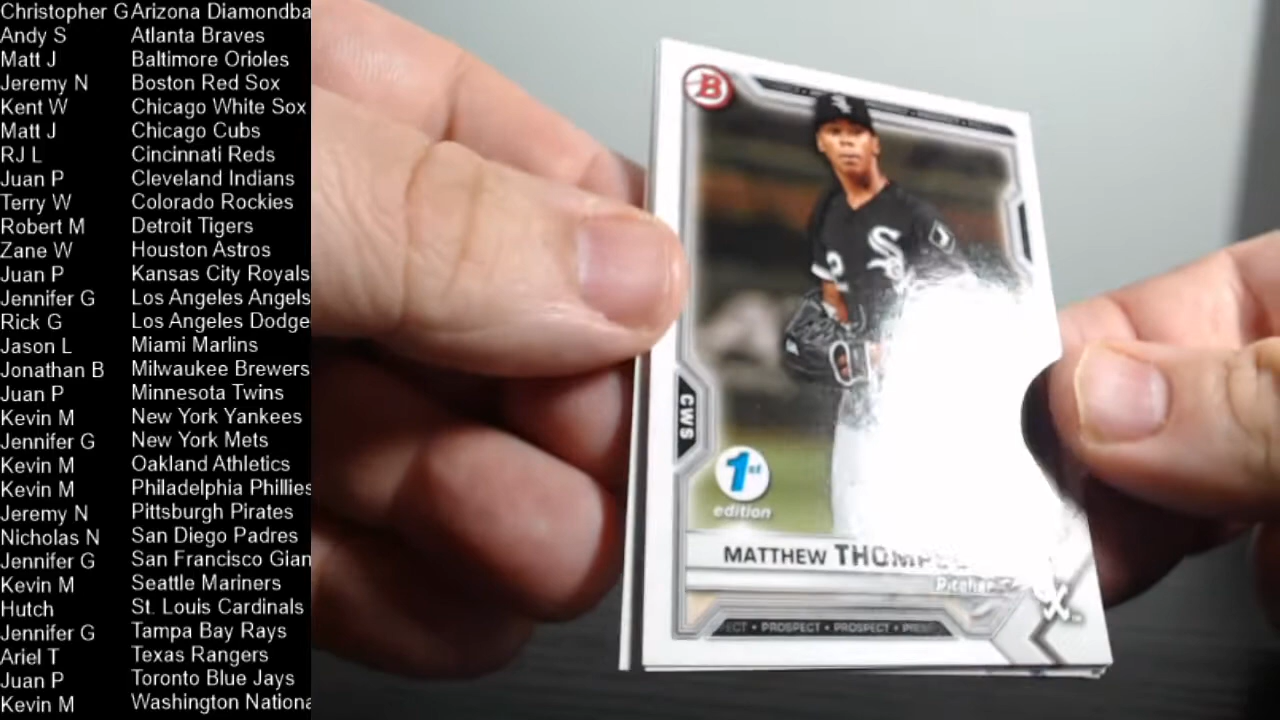 Christopher G Arizona Diamondba
Andy S Atlanta Braves
Matt J Baltimore Orioles
Jeremy N Boston Red Sox
Kent W Chicago White Sox
Matt J Chicago Cubs
RJ L Cincinnati Reds
Juan P Cleveland Indians
Terry W Colorado Rockies
Robert M Detroit Tigers
Zane W Houston Astros
Juan P Kansas City Royals
Jennifer G Los Angeles Angels
Rick G Los Angeles Dodge
Jason L Miami Marlins
Jonathan B Milwaukee Brewers
Juan P Minnesota Twins
Kevin M New York Yankees
Jennifer G New York Mets
Kevin M Oakland Athletics
Kevin M Philadelphia Phillies
Jeremy N Pittsburgh Pirates
Nicholas N San Diego Padres
Jennifer G San Francisco Gian
Kevin M Seattle Mariners
Hutch St. Louis Cardinals
Jennifer G Tampa Bay Rays
Ariel T Texas Rangers
Juan P Toronto Blue Jays
Kevin M Washington Nationa
B
Sox
2
CWS
1st
edition
MATTHEW
Pitcher
ECT • PROSPECT • PROSPECT •